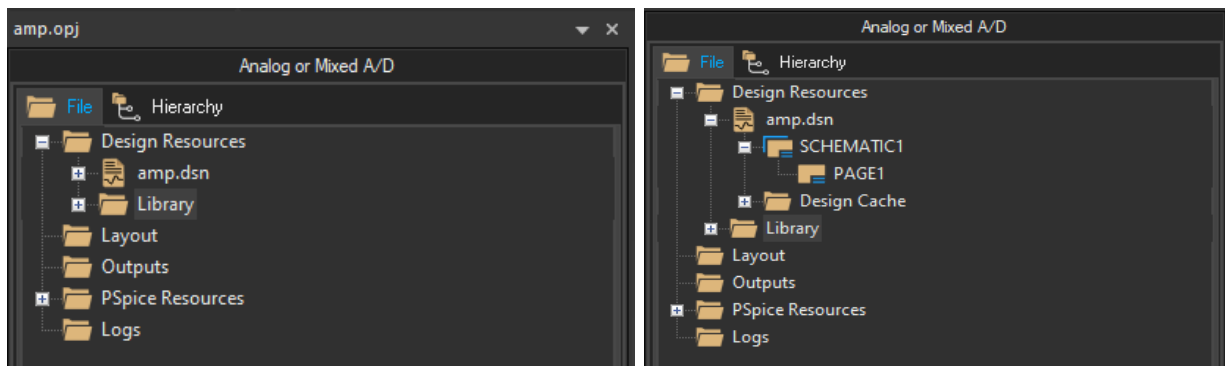 amp.opj
Analog or Mixed A/D
File Hierarchy
Design Resources
amp.dsn
Library
Layout
Outputs
PSpice Resources
Logs
Analog or Mixed A/D
File Hierarchy
Design Resources
amp.dsn
SCHEMATIC1
PAGE1
Design Cache
Library
Layout
Outputs
PSpice Resources
Logs